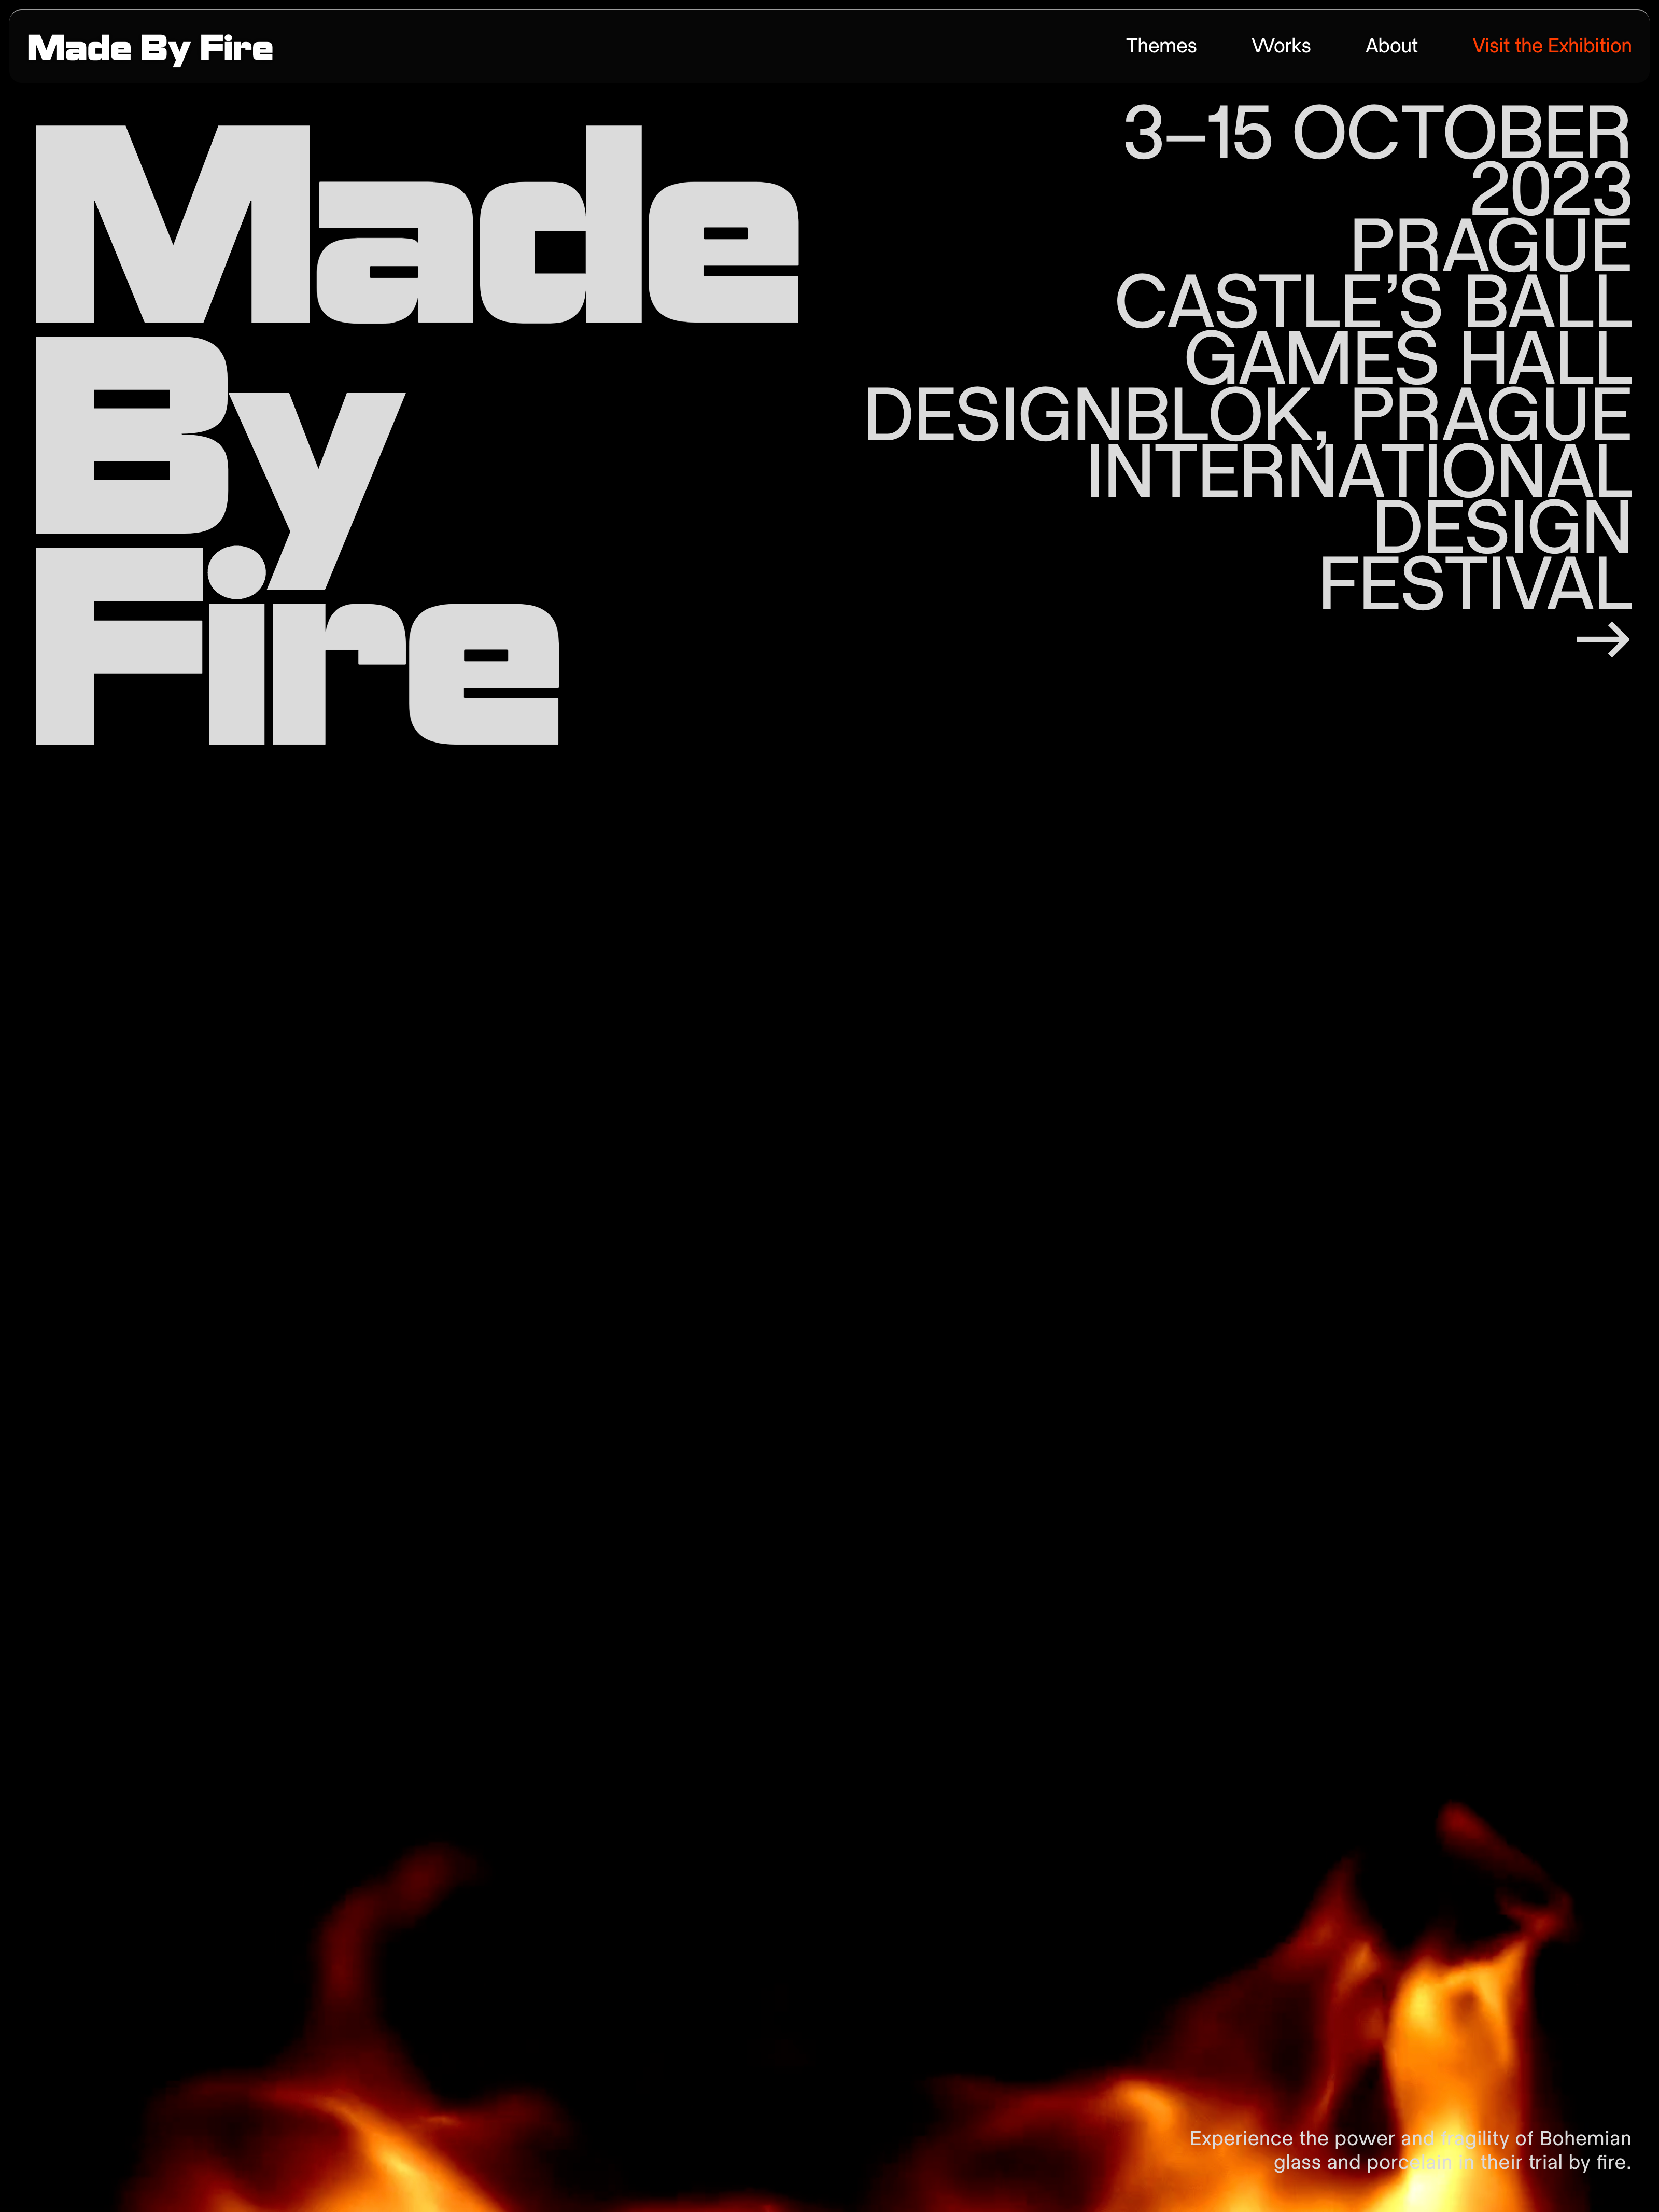 Made By Fire
Themes
Works
About
Visit the Exhibition
Made
By
Fire
3–15 OCTOBER
2023
PRAGUE
CASTLE’S BALL
GAMES HALL
DESIGNBLOK, PRAGUE
INTERNATIONAL
DESIGN
FESTIVAL
→
Experience the power and fragility of Bohemian
glass and porcelain in their trial by fire.